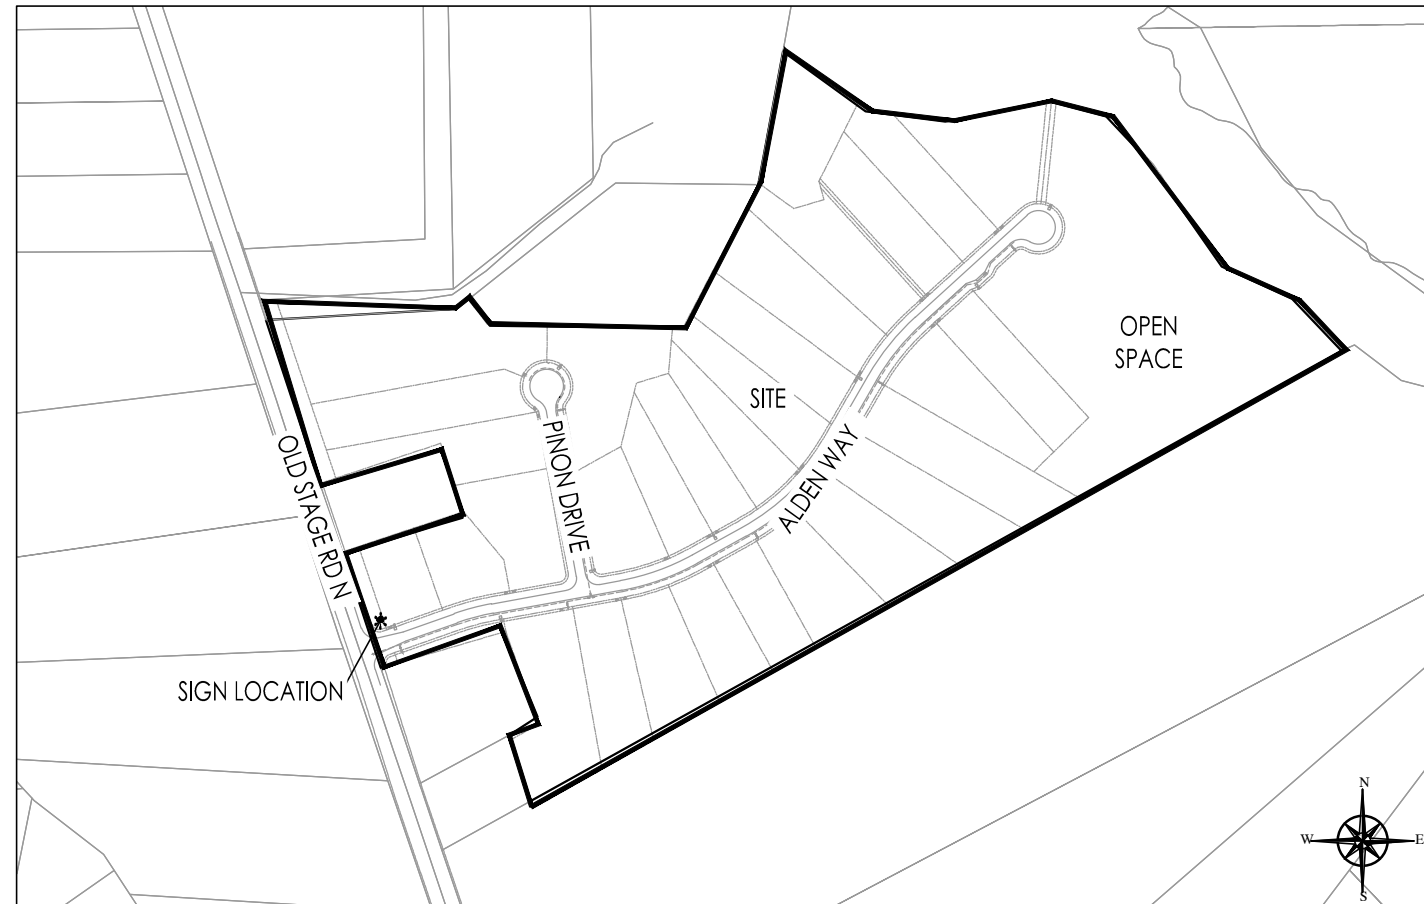 OPEN
SPACE
SITE
PINON DRIVE
OLD STAGE RD N
ALDEN WAY
SIGN LOCATION
N
W
E
S